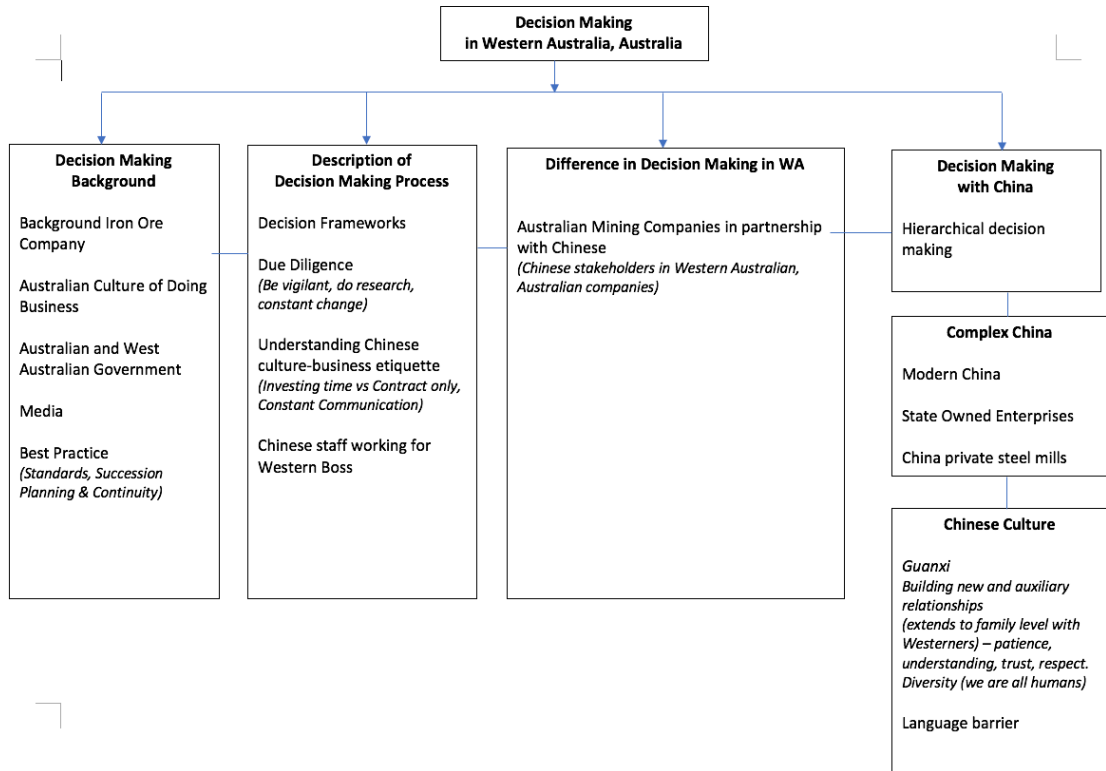 Decision Making
in Western Australia, Australia
Decision Making
Background
Background Iron Ore
Company
Australian Culture of Doing
Business
Australian and West
Australian Government
Media
Best Practice
(Standards, Succession
Planning & Continuity)
Description of
Decision Making Process
Decision Frameworks
Due Diligence
(Be vigilant, do research,
constant change)
Understanding Chinese
culture-business etiquette
(Investing time vs Contract only,
Constant Communication)
Chinese staff working for
Western Boss
Difference in Decision Making in WA
Australian Mining Companies in partnership
with Chinese
(Chinese stakeholders in Western Australian,
Australian companies)
Decision Making
with China
Hierarchical decision
making
Complex China
Modern China
State Owned Enterprises
China private steel mills
Chinese Culture
Guanxi
Building new and auxiliary
relationships
(extends to family level with
Westerners) – patience,
understanding, trust, respect.
Diversity (we are all humans)
Language barrier